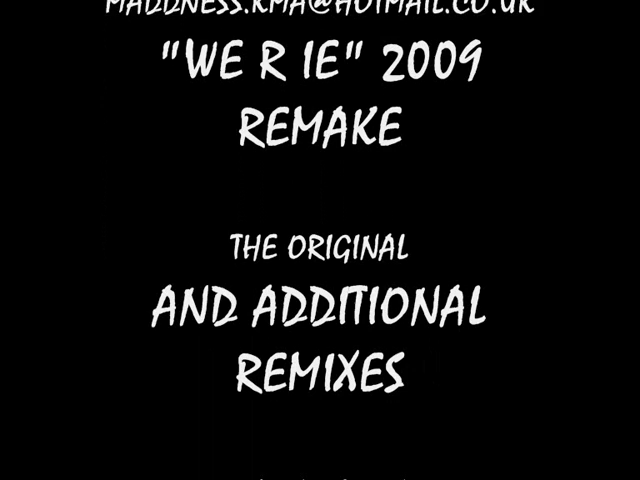 MADDNESS.KMA@HOTMAIL.CO.UK
"WE R IE" 2009
REMAKE
THE ORIGINAL
AND ADDITIONAL
REMIXES